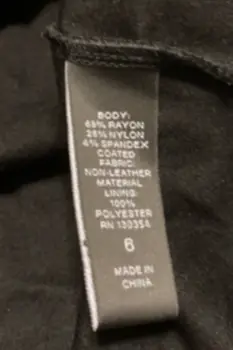 BODY:
69% RAYON
26% NYLON
4% SPANDEX
COATED
FABRIC:
NON-LEATHER
MATERIAL
LINING:
100%
POLYESTER
RN 130354
6
MADE IN
CHINA